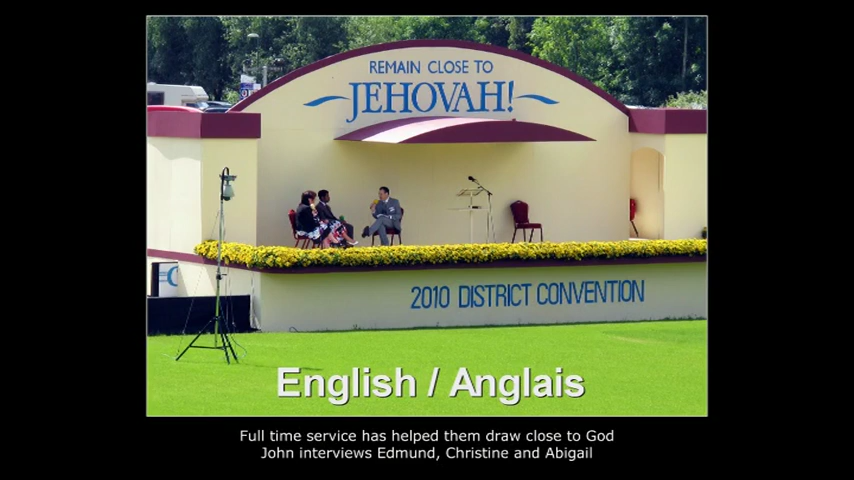 REMAIN CLOSE TO
JEHOVAH!
2010 DISTRICT CONVENTION
English / Anglais
Full time service has helped them draw close to God
John interviews Edmund, Christine and Abigail